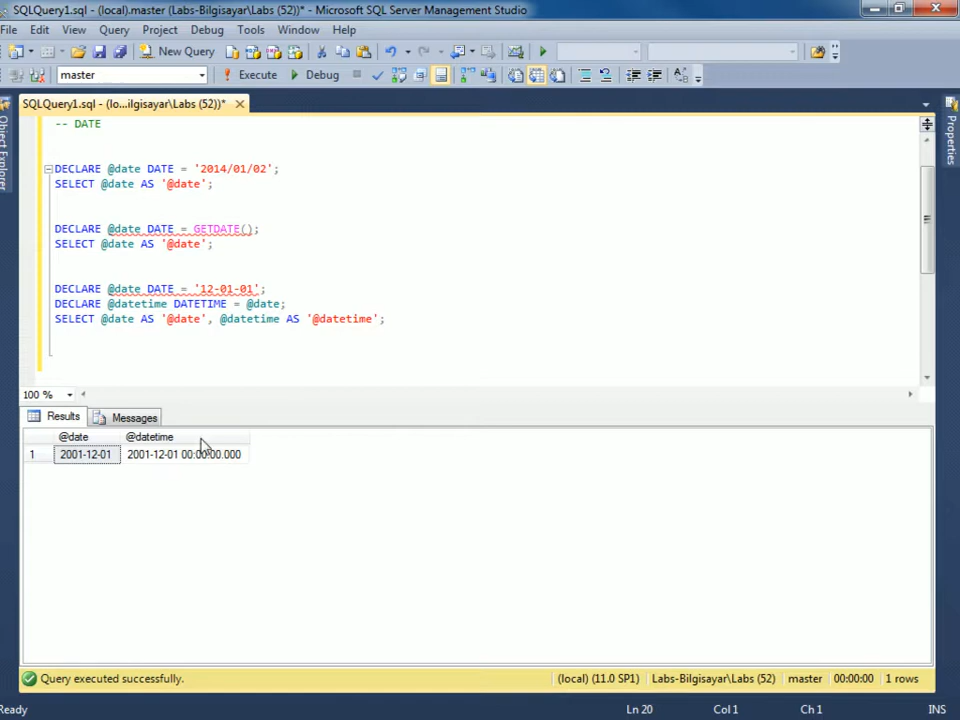 SQLQuery1.sql - (local).master (Labs-Bilgisayar\Labs (52))* - Microsoft SQL Server Management Studio
File Edit View Query Project Debug Tools Window Help
New Query
master Execute Debug
SQLQuery1.sql - (lo...ilgisayar\Labs (52))*
Object Explorer
Properties
-- DATE
DECLARE @date DATE = '2014/01/02';
SELECT @date AS '@date';
DECLARE @date DATE = GETDATE();
SELECT @date AS '@date';
DECLARE @date DATE = '12-01-01';
DECLARE @datetime DATETIME = @date;
SELECT @date AS '@date', @datetime AS '@datetime';
100 %
Results Messages
@date @datetime
1 2001-12-01 2001-12-01 00:00:00.000
Query executed successfully. (local) (11.0 SP1) Labs-Bilgisayar\Labs (52) master 00:00:00 1 rows
Ready Ln 20 Col 1 Ch 1 INS